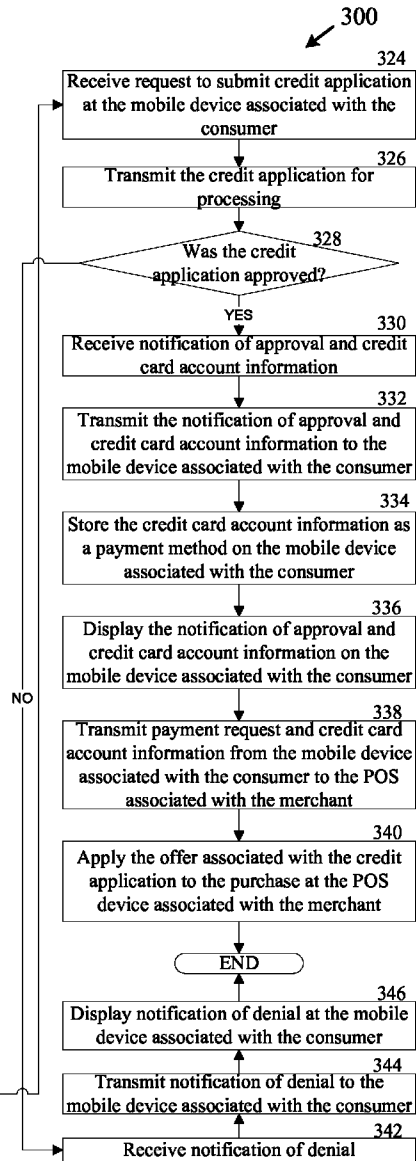 300
324
Receive request to submit credit application
at the mobile device associated with the
consumer
326
Transmit the credit application for
processing
328
Was the credit
application approved?
YES
330
Receive notification of approval and credit
card account information
332
Transmit the notification of approval and
credit card account information to the
mobile device associated with the consumer
334
Store the credit card account information as
a payment method on the mobile device
associated with the consumer
336
Display the notification of approval and
credit card account information on the
mobile device associated with the consumer
NO
338
Transmit payment request and credit card
account information from the mobile device
associated with the consumer to the POS
associated with the merchant
340
Apply the offer associated with the credit
application to the purchase at the POS
device associated with the merchant
END
346
Display notification of denial at the mobile
device associated with the consumer
344
Transmit notification of denial to the
mobile device associated with the consumer
342
Receive notification of denial